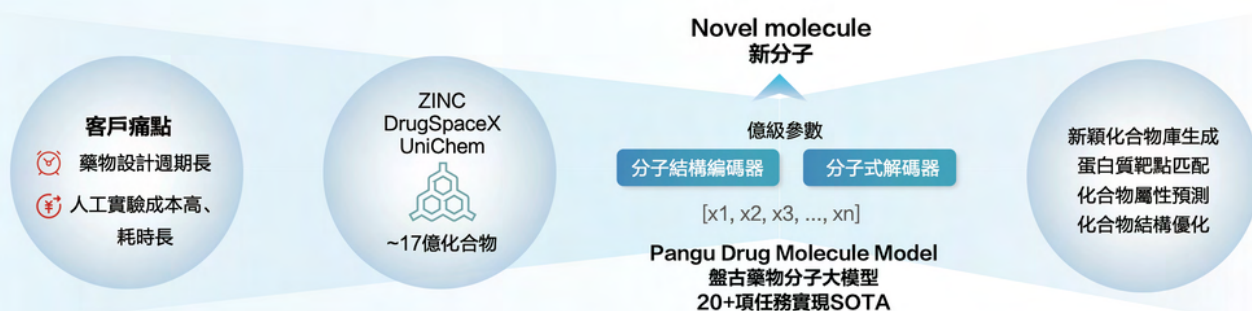 客戶痛點
藥物設計週期長
人工實驗成本高、
耗時長
ZINC
DrugSpaceX
UniChem
~17億化合物
Novel molecule
新分子
億級參數
分子結構編碼器
分子式解碼器
[x1, x2, x3, ..., xn]
Pangu Drug Molecule Model
盤古藥物分子大模型
20+項任務實現SOTA
新穎化合物庫生成
蛋白質靶點匹配
化合物屬性預測
化合物結構優化